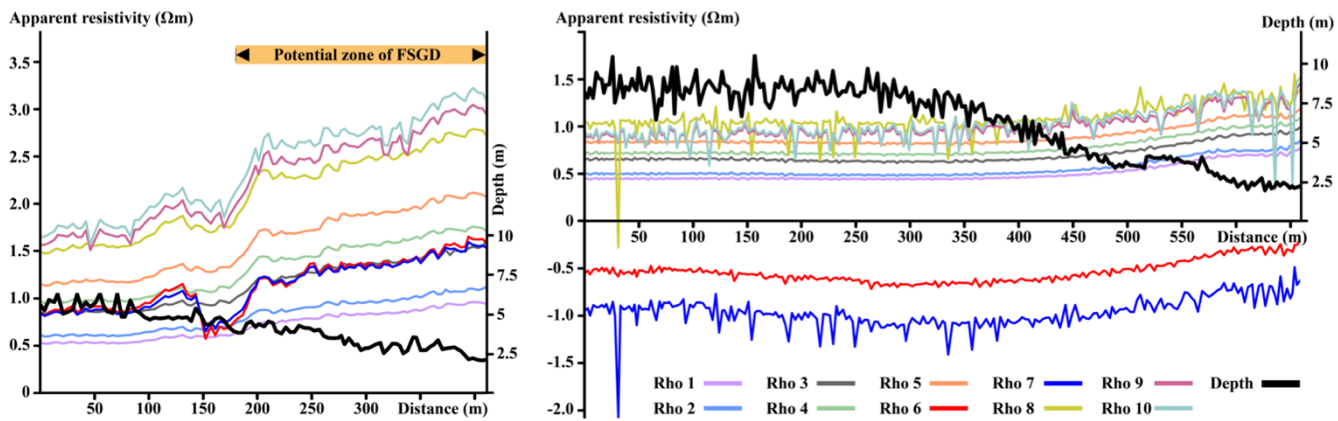 Apparent resistivity (Ωm)
Potential zone of FSGD
3.5
3.0
2.5
2.0
1.5
1.0
0.5
0
Depth (m)
10
7.5
5
2.5
50 100 150 200 250 300 350 Distance (m)
Apparent resistivity (Ωm)
Depth (m)
1.5
1.0
0.5
0
-0.5
-1.0
-1.5
-2.0
10
7.5
5
2.5
50 100 150 200 250 300 350 400 450 500 550 Distance (m)
Rho 1 Rho 3 Rho 5 Rho 7 Rho 9 Depth
Rho 2 Rho 4 Rho 6 Rho 8 Rho 10